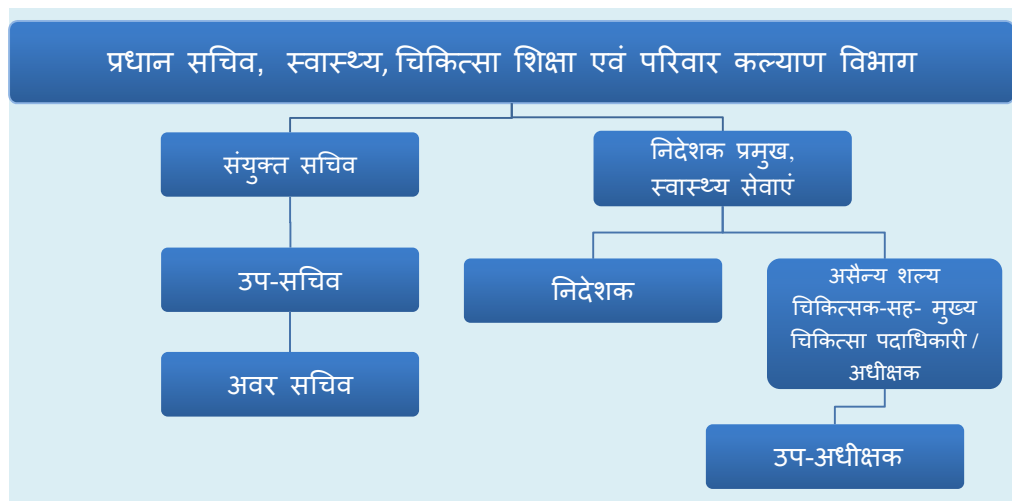 प्रधान सचिव, स्वास्थ्य, चिकित्सा शिक्षा एवं परिवार कल्याण विभाग
संयुक्त सचिव
निदेशक प्रमुख,
स्वास्थ्य सेवाएं
उप-सचिव
निदेशक
असैन्य शल्य
चिकित्सक-सह- मुख्य
चिकित्सा पदाधिकारी /
अधीक्षक
अवर सचिव
उप-अधीक्षक